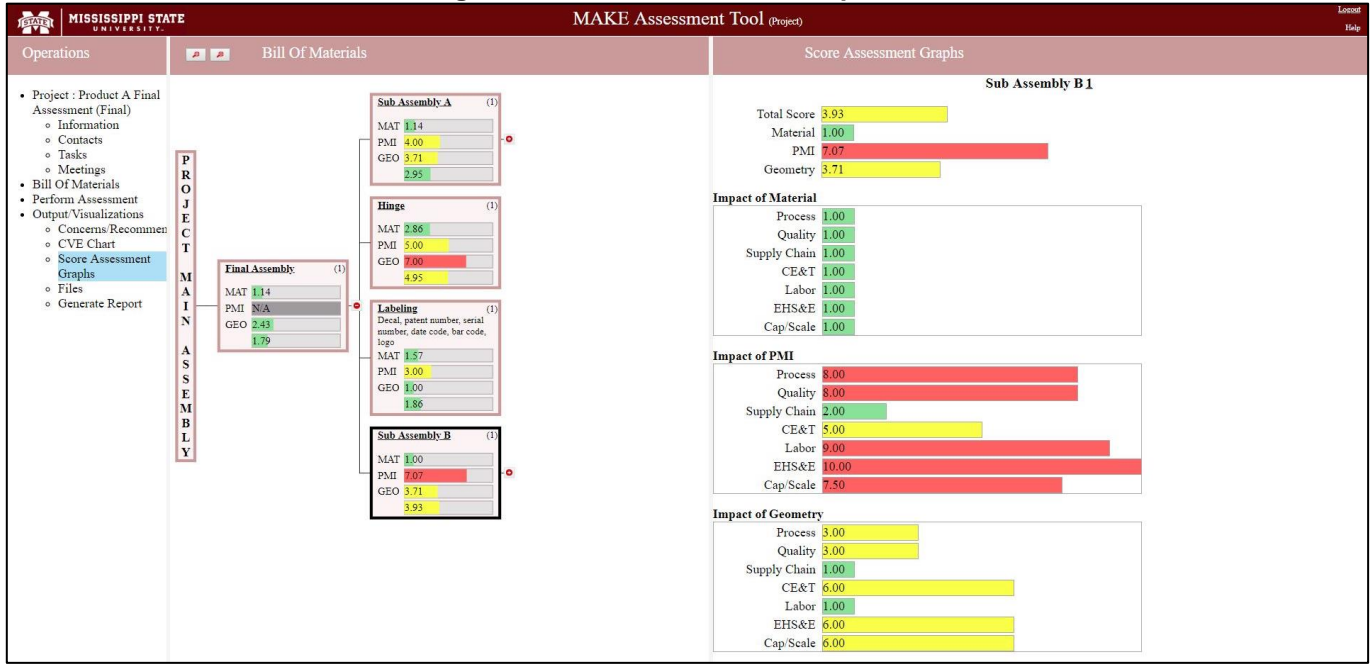 STATE
MISSISSIPPI STATE
UNIVERSITY™
MAKE Assessment Tool (Project)
Logout
Help
Operations
Bill Of Materials
Score Assessment Graphs
Project : Product A Final
Assessment (Final)
Information
Contacts
Tasks
Meetings
Bill Of Materials
Perform Assessment
Output/Visualizations
Concerns/Recommen
CVE Chart
Score Assessment
Graphs
Files
Generate Report
PROJECT MAIN ASSEMBLY
Final Assembly (1)
MAT 1.14
PMI N/A
GEO 2.43
1.79
Sub Assembly A (1)
MAT 1.14
PMI 4.00
GEO 3.71
2.95
Hinge (1)
MAT 2.86
PMI 5.00
GEO 7.00
4.95
Labeling (1)
Decal, patent number, serial
number, date code, bar code,
logo
MAT 1.57
PMI 3.00
GEO 1.00
1.86
Sub Assembly B (1)
MAT 1.00
PMI 7.07
GEO 3.71
3.93
Sub Assembly B 1
Total Score 3.93
Material 1.00
PMI 7.07
Geometry 3.71
Impact of Material
Process 1.00
Quality 1.00
Supply Chain 1.00
CE&T 1.00
Labor 1.00
EHS&E 1.00
Cap/Scale 1.00
Impact of PMI
Process 8.00
Quality 8.00
Supply Chain 2.00
CE&T 5.00
Labor 9.00
EHS&E 10.00
Cap/Scale 7.50
Impact of Geometry
Process 3.00
Quality 3.00
Supply Chain 1.00
CE&T 6.00
Labor 1.00
EHS&E 6.00
Cap/Scale 6.00